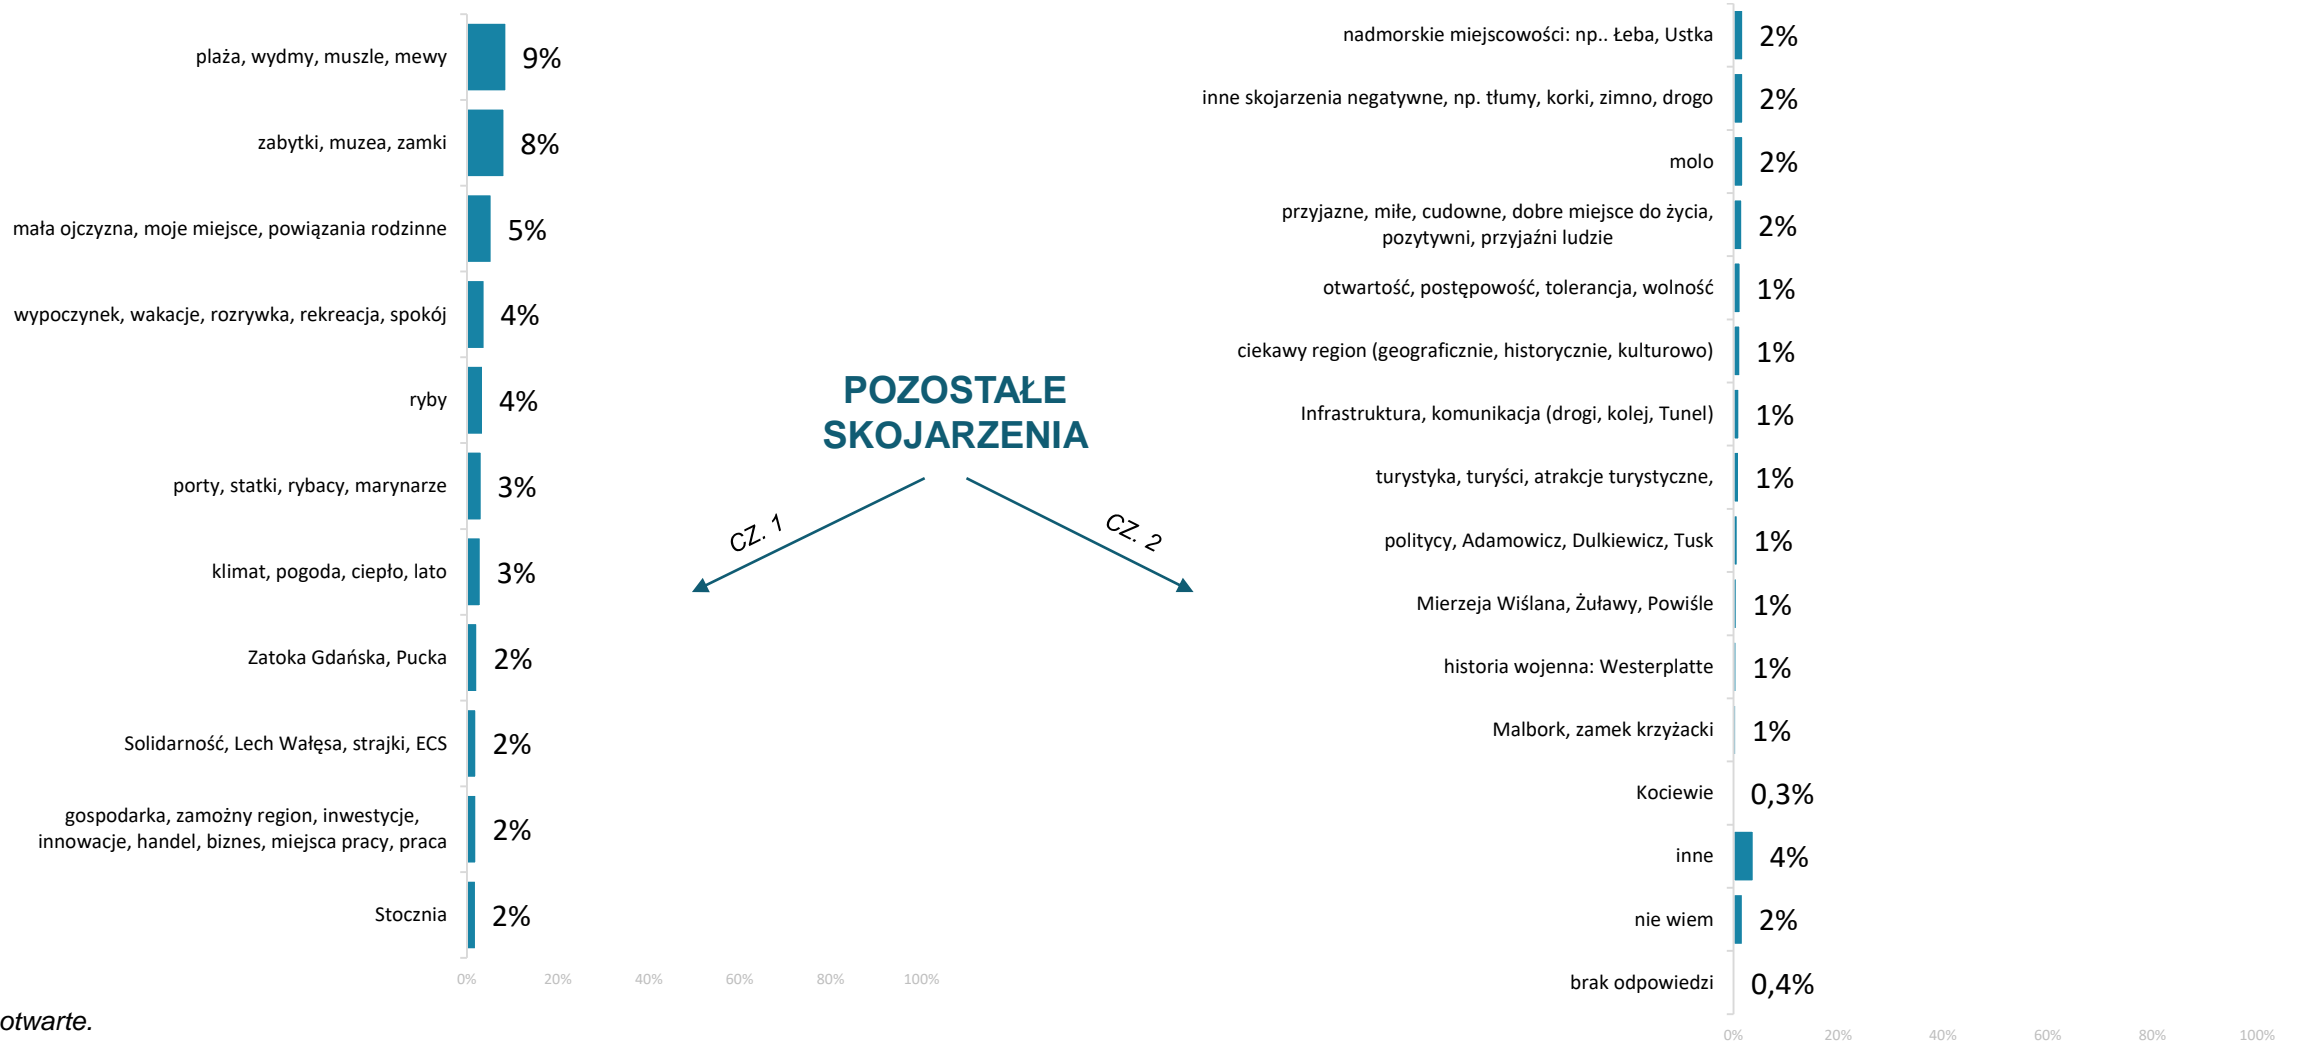 plaża, wydmy, muszle, mewy
9%
zabytki, muzea, zamki
8%
mała ojczyzna, moje miejsce, powiązania rodzinne
5%
wypoczynek, wakacje, rozrywka, rekreacja, spokój
4%
ryby
4%
porty, statki, rybacy, marynarze
3%
klimat, pogoda, ciepło, lato
3%
Zatoka Gdańska, Pucka
2%
Solidarność, Lech Wałęsa, strajki, ECS
2%
gospodarka, zamożny region, inwestycje,
innowacje, handel, biznes, miejsca pracy, praca
2%
Stocznia
2%
0% 20% 40% 60% 80% 100%
otwarte.
POZOSTAŁE
SKOJARZENIA
CZ. 1
CZ. 2
nadmorskie miejscowości: np.. Łeba, Ustka
2%
inne skojarzenia negatywne, np. tłumy, korki, zimno, drogo
2%
molo
2%
przyjazne, miłe, cudowne, dobre miejsce do życia,
pozytywni, przyjaźni ludzie
2%
otwartość, postępowość, tolerancja, wolność
1%
ciekawy region (geograficznie, historycznie, kulturowo)
1%
Infrastruktura, komunikacja (drogi, kolej, Tunel)
1%
turystyka, turyści, atrakcje turystyczne,
1%
politycy, Adamowicz, Dulkiewicz, Tusk
1%
Mierzeja Wiślana, Żuławy, Powiśle
1%
historia wojenna: Westerplatte
1%
Malbork, zamek krzyżacki
1%
Kociewie
0,3%
inne
4%
nie wiem
2%
brak odpowiedzi
0,4%
0% 20% 40% 60% 80% 100%